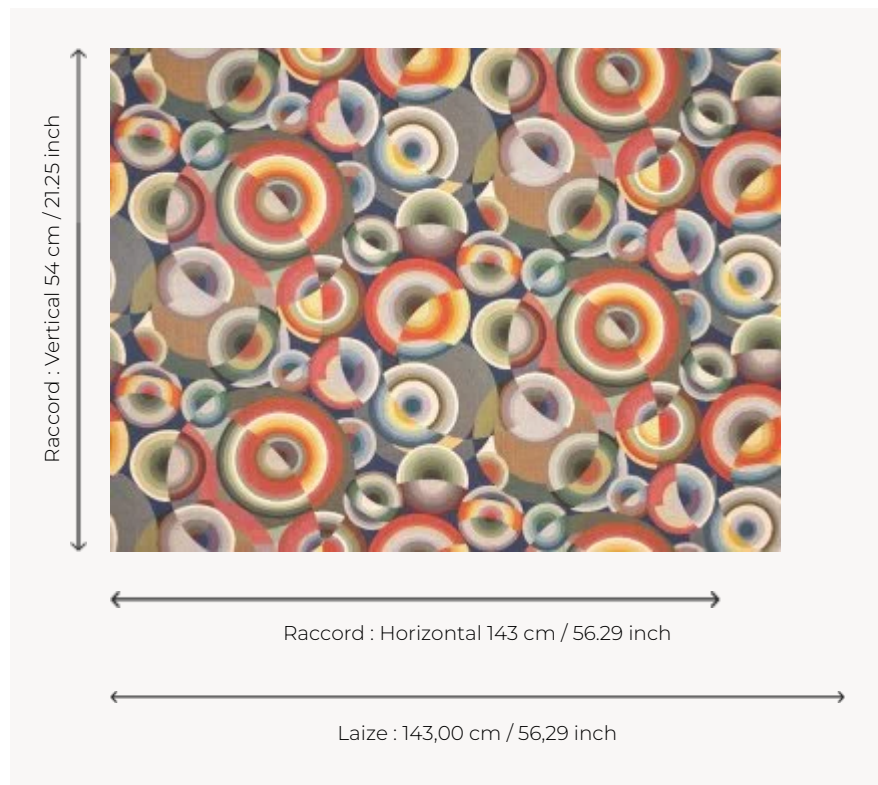 Raccord : Vertical 54 cm / 21.25 inch
Raccord : Horizontal 143 cm / 56.29 inch
Laize : 143,00 cm / 56,29 inch